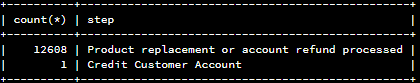 +----------+------------------------------------------------+
| count(*) | step                                           |
+----------+------------------------------------------------+
|    12608 | Product replacement or account refund processed |
|        1 | Credit Customer Account                        |
+----------+------------------------------------------------+